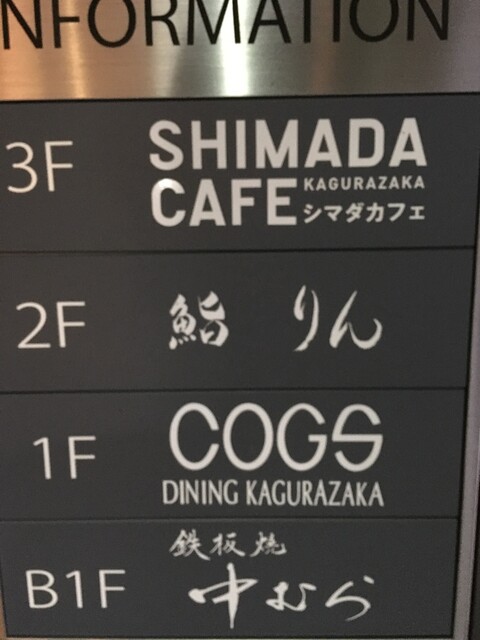 INFORMATION
3F
SHIMADA
CAFE
KAGURAZAKA
シマダカフェ
2F
鮨 りん
1F
COGS
DINING KAGURAZAKA
B1F
鉄板焼
中むら